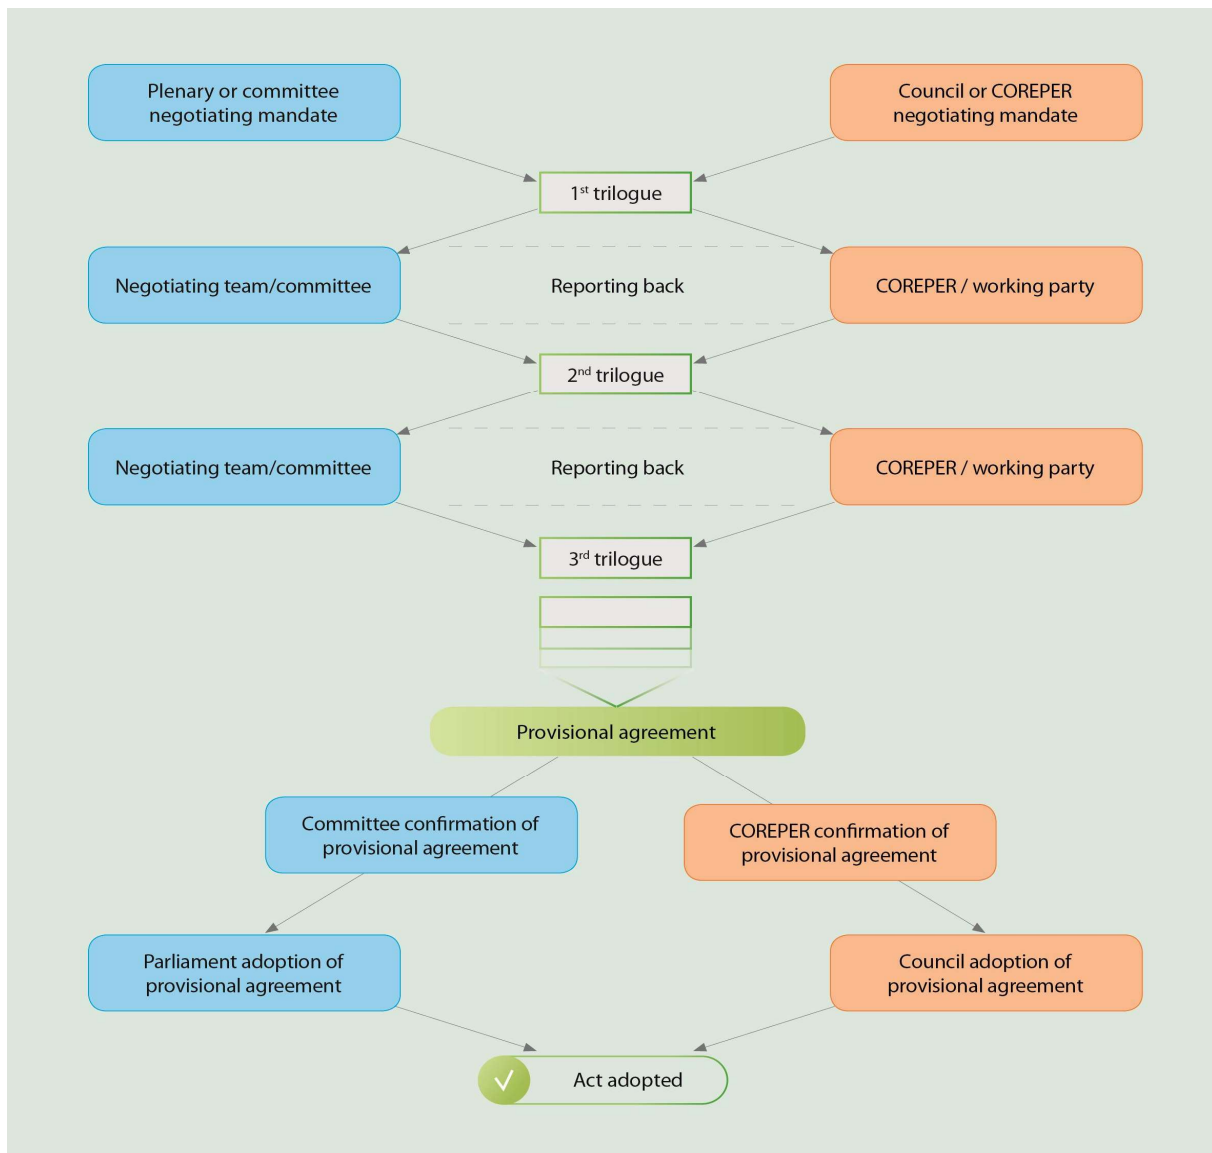 Plenary or committee
negotiating mandate
Council or COREPER
negotiating mandate
1st trilogue
Negotiating team/committee
Reporting back
COREPER / working party
2nd trilogue
Negotiating team/committee
Reporting back
COREPER / working party
3rd trilogue
Provisional agreement
Committee confirmation of
provisional agreement
COREPER confirmation of
provisional agreement
Parliament adoption of
provisional agreement
Council adoption of
provisional agreement
Act adopted